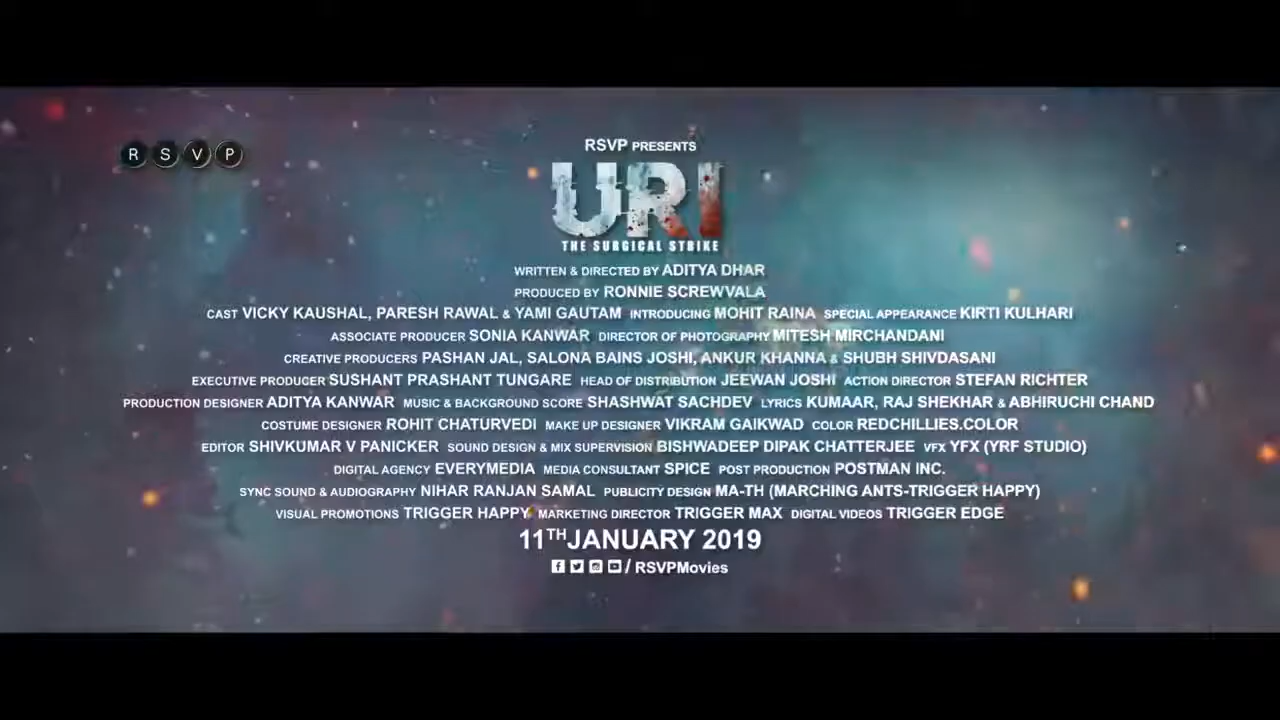 R S V P
RSVP PRESENTS
URI
THE SURGICAL STRIKE
WRITTEN & DIRECTED BY ADITYA DHAR
PRODUCED BY RONNIE SCREWVALA
CAST VICKY KAUSHAL, PARESH RAWAL & YAMI GAUTAM INTRODUCING MOHIT RAINA SPECIAL APPEARANCE KIRTI KULHARI
ASSOCIATE PRODUCER SONIA KANWAR DIRECTOR OF PHOTOGRAPHY MITESH MIRCHANDANI
CREATIVE PRODUCERS PASHAN JAL, SALONA BAINS JOSHI, ANKUR KHANNA & SHUBH SHIVDASANI
EXECUTIVE PRODUCER SUSHANT PRASHANT TUNGARE HEAD OF DISTRIBUTION JEEWAN JOSHI ACTION DIRECTOR STEFAN RICHTER
PRODUCTION DESIGNER ADITYA KANWAR MUSIC & BACKGROUND SCORE SHASHWAT SACHDEV LYRICS KUMAAR, RAJ SHEKHAR & ABHIRUCHI CHAND
COSTUME DESIGNER ROHIT CHATURVEDI MAKE UP DESIGNER VIKRAM GAIKWAD COLOR REDCHILLIES.COLOR
EDITOR SHIVKUMAR V PANICKER SOUND DESIGN & MIX SUPERVISION BISHWADEEP DIPAK CHATTERJEE VFX YFX (YRF STUDIO)
DIGITAL AGENCY EVERYMEDIA MEDIA CONSULTANT SPICE POST PRODUCTION POSTMAN INC.
SYNC SOUND & AUDIOGRAPHY NIHAR RANJAN SAMAL PUBLICITY DESIGN MA-TH (MARCHING ANTS-TRIGGER HAPPY)
VISUAL PROMOTIONS TRIGGER HAPPY MARKETING DIRECTOR TRIGGER MAX DIGITAL VIDEOS TRIGGER EDGE
11TH JANUARY 2019
/ RSVPMovies